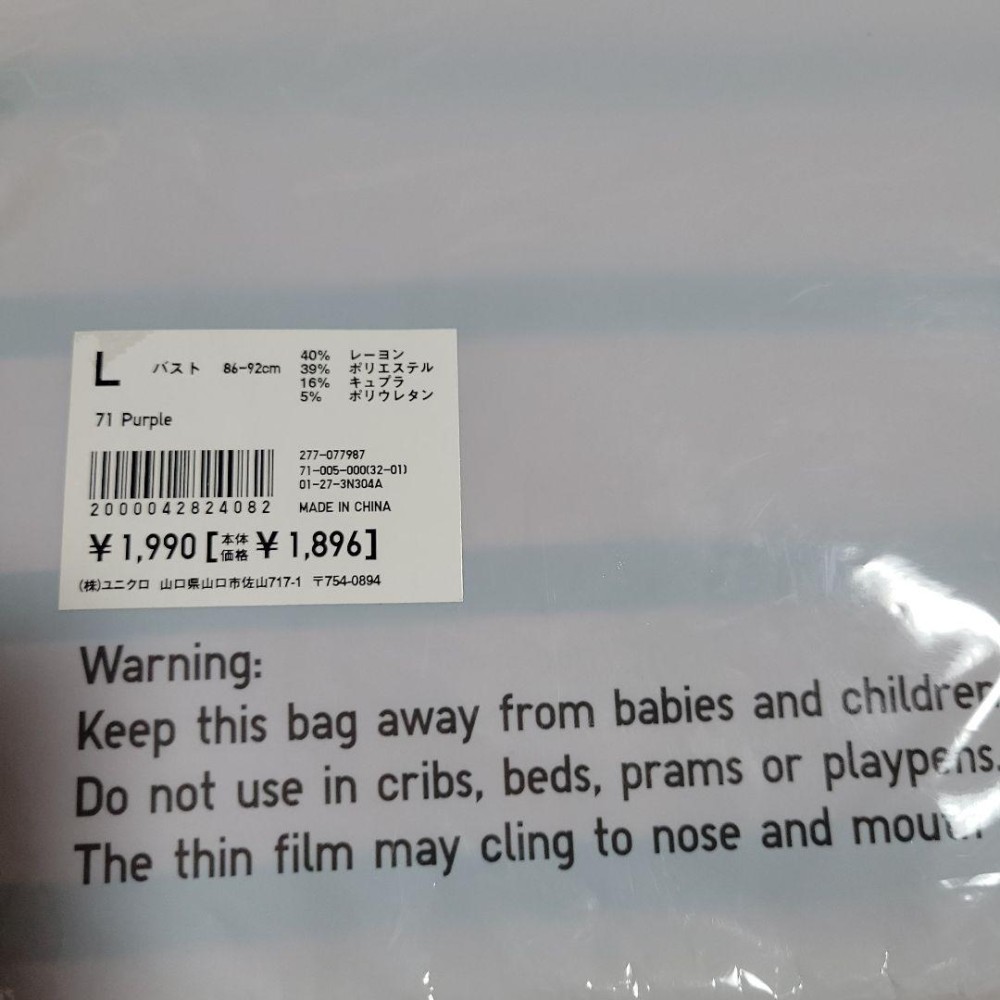 L バスト 86-92cm
40% レーヨン
39% ポリエステル
16% キュプラ
5% ポリウレタン
71 Purple
277-077987
71-005-000(32-01)
01-27-3N304A
2000042824082
MADE IN CHINA
¥1,990 [本体価格 ¥1,896]
(株)ユニクロ 山口県山口市佐山717-1 〒754-0894
Warning:
Keep this bag away from babies and children
Do not use in cribs, beds, prams or playpens.
The thin film may cling to nose and mouth